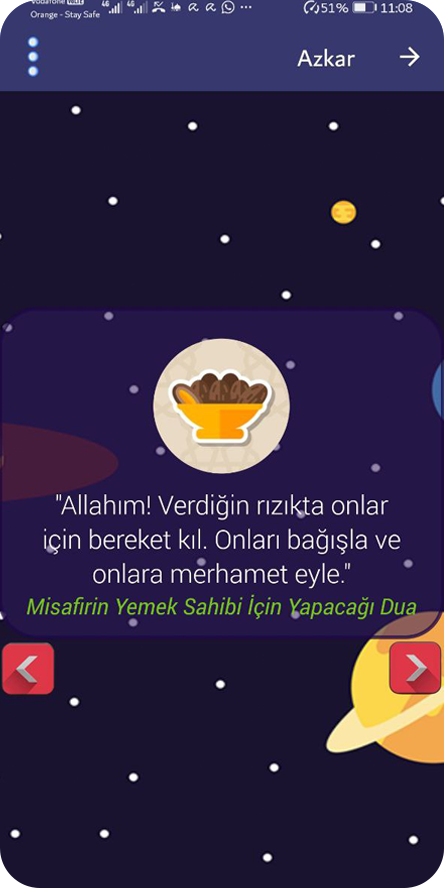 Vodafone
Orange - Stay Safe
51%
11:08
Azkar
"Allahım! Verdiğin rızıkta onlar
için bereket kıl. Onları bağışla ve
onlara merhamet eyle."
Misafirin Yemek Sahibi İçin Yapacağı Dua